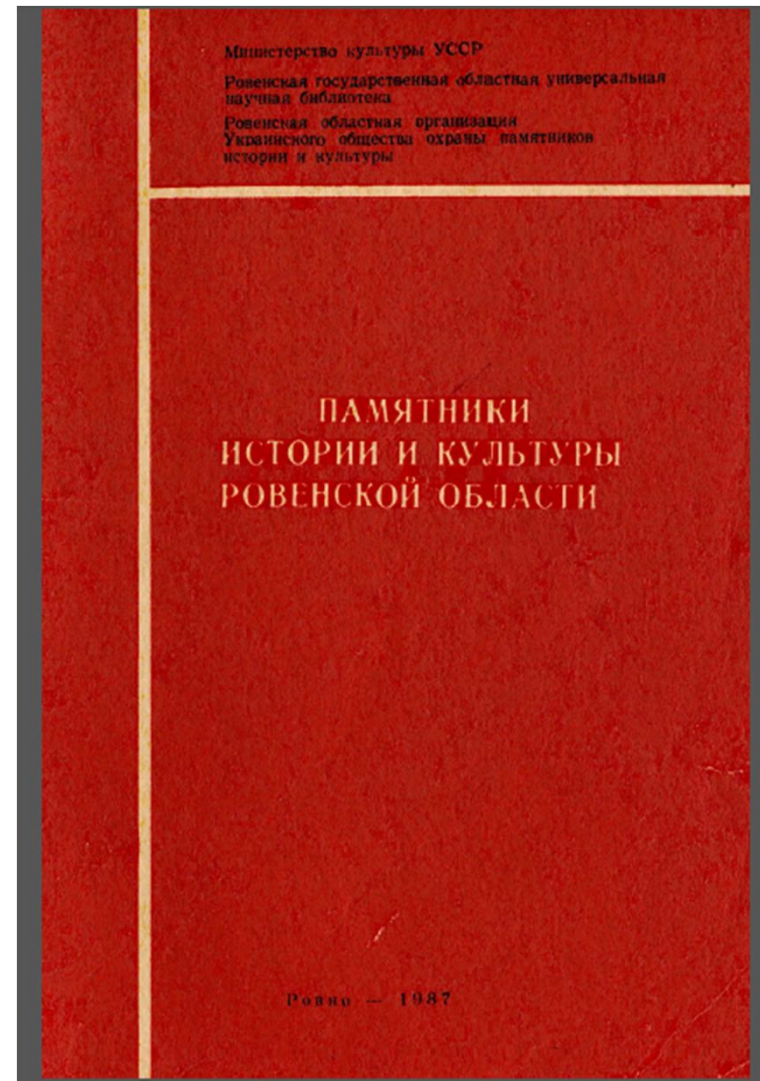 Министерство культуры УССР
Ровенская государственная областная универсальная
научная библиотека
Ровенская областная организация
Украинского общества охраны памятников
истории и культуры
ПАМЯТНИКИ
ИСТОРИИ И КУЛЬТУРЫ
РОВЕНСКОЙ ОБЛАСТИ
Ровно — 1987